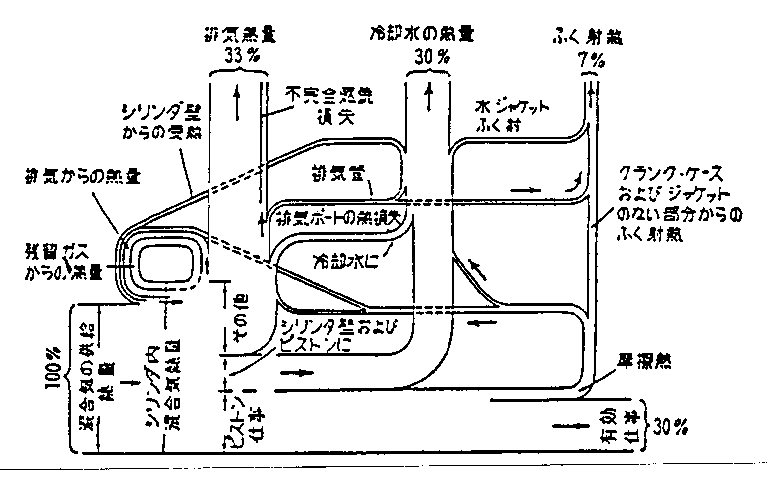 排気熱量
33%
冷却水の熱量
30%
ふく射熱
7%
シリンダ壁
からの受熱
不完全燃焼
損失
水ジャケット
ふく射
排気からの熱量
排気管
クランク・ケース
および ジャケット
のない部分からの
ふく射熱
排気ポートの熱損失
残留ガス
からの熱量
冷却水に
その他
シリンダ壁および
ピストンに
100%
混合気の供給
熱量
シリンダ内
混合気熱量
ピストン
仕事
摩擦熱
有効
仕事
30%